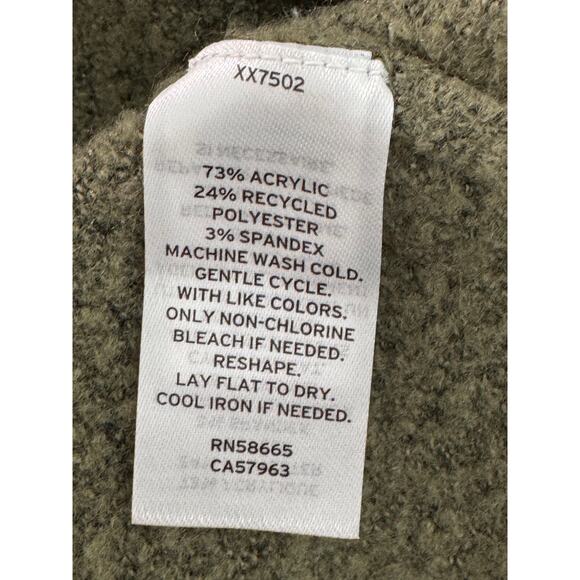 XX7502
73% ACRYLIC
24% RECYCLED
POLYESTER
3% SPANDEX
MACHINE WASH COLD.
GENTLE CYCLE.
WITH LIKE COLORS.
ONLY NON-CHLORINE
BLEACH IF NEEDED.
RESHAPE.
LAY FLAT TO DRY.
COOL IRON IF NEEDED.
RN58665
CA57963